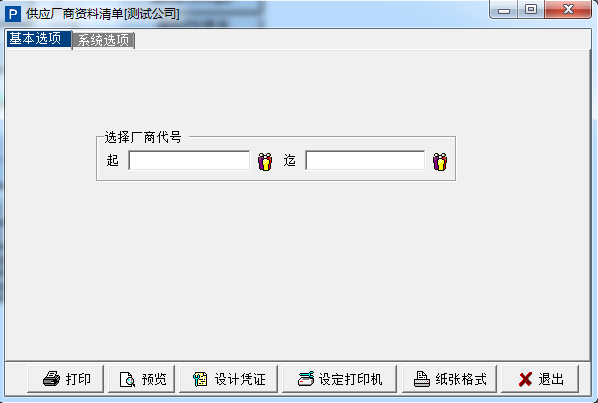 P 供应厂商资料清单[测试公司]
基本选项 系统选项
选择厂商代号
起 迄
打印 预览 设计凭证 设定打印机 纸张格式 退出